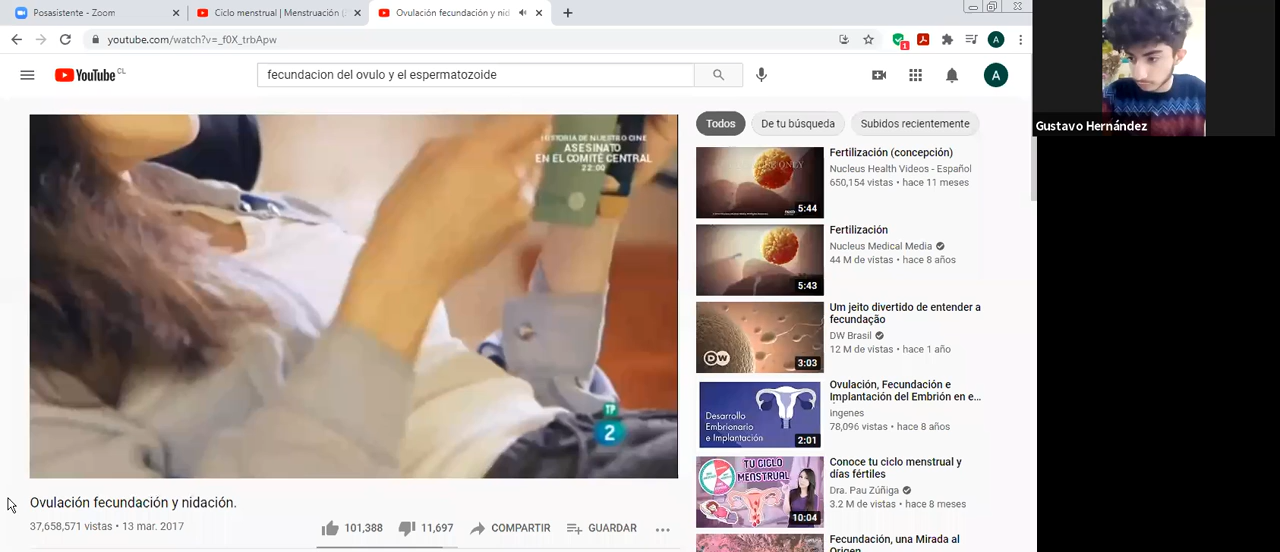 Posasistente - Zoom
Ciclo menstrual | Menstruación (
Ovulación fecundación y nid
youtube.com/watch?v=_f0X_trbApw
1
A
YouTube CL
fecundacion del ovulo y el espermatozoide
A
Gustavo Hernández
HISTORIA DE NUESTRO CINE
ASESINATO
EN EL COMITÉ CENTRAL
22:00
TP
2
Ovulación fecundación y nidación.
37,658,571 vistas • 13 mar. 2017
101,388
11,697
COMPARTIR
GUARDAR
Todos
De tu búsqueda
Subidos recientemente
5:44
Fertilización (concepción)
Nucleus Health Videos - Español
650,154 vistas • hace 11 meses
5:43
Fertilización
Nucleus Medical Media
44 M de vistas • hace 8 años
DW
3:03
Um jeito divertido de entender a
fecundação
DW Brasil
12 M de vistas • hace 1 año
Desarrollo
Embrionario
e Implantación
2:01
Ovulación, Fecundación e
Implantación del Embrión en e...
ingenes
78,096 vistas • hace 8 años
TU CICLO
MENSTRUAL
10:04
Conoce tu ciclo menstrual y
días fértiles
Dra. Pau Zúñiga
3.2 M de vistas • hace 8 meses
Fecundación, una Mirada al
Origen